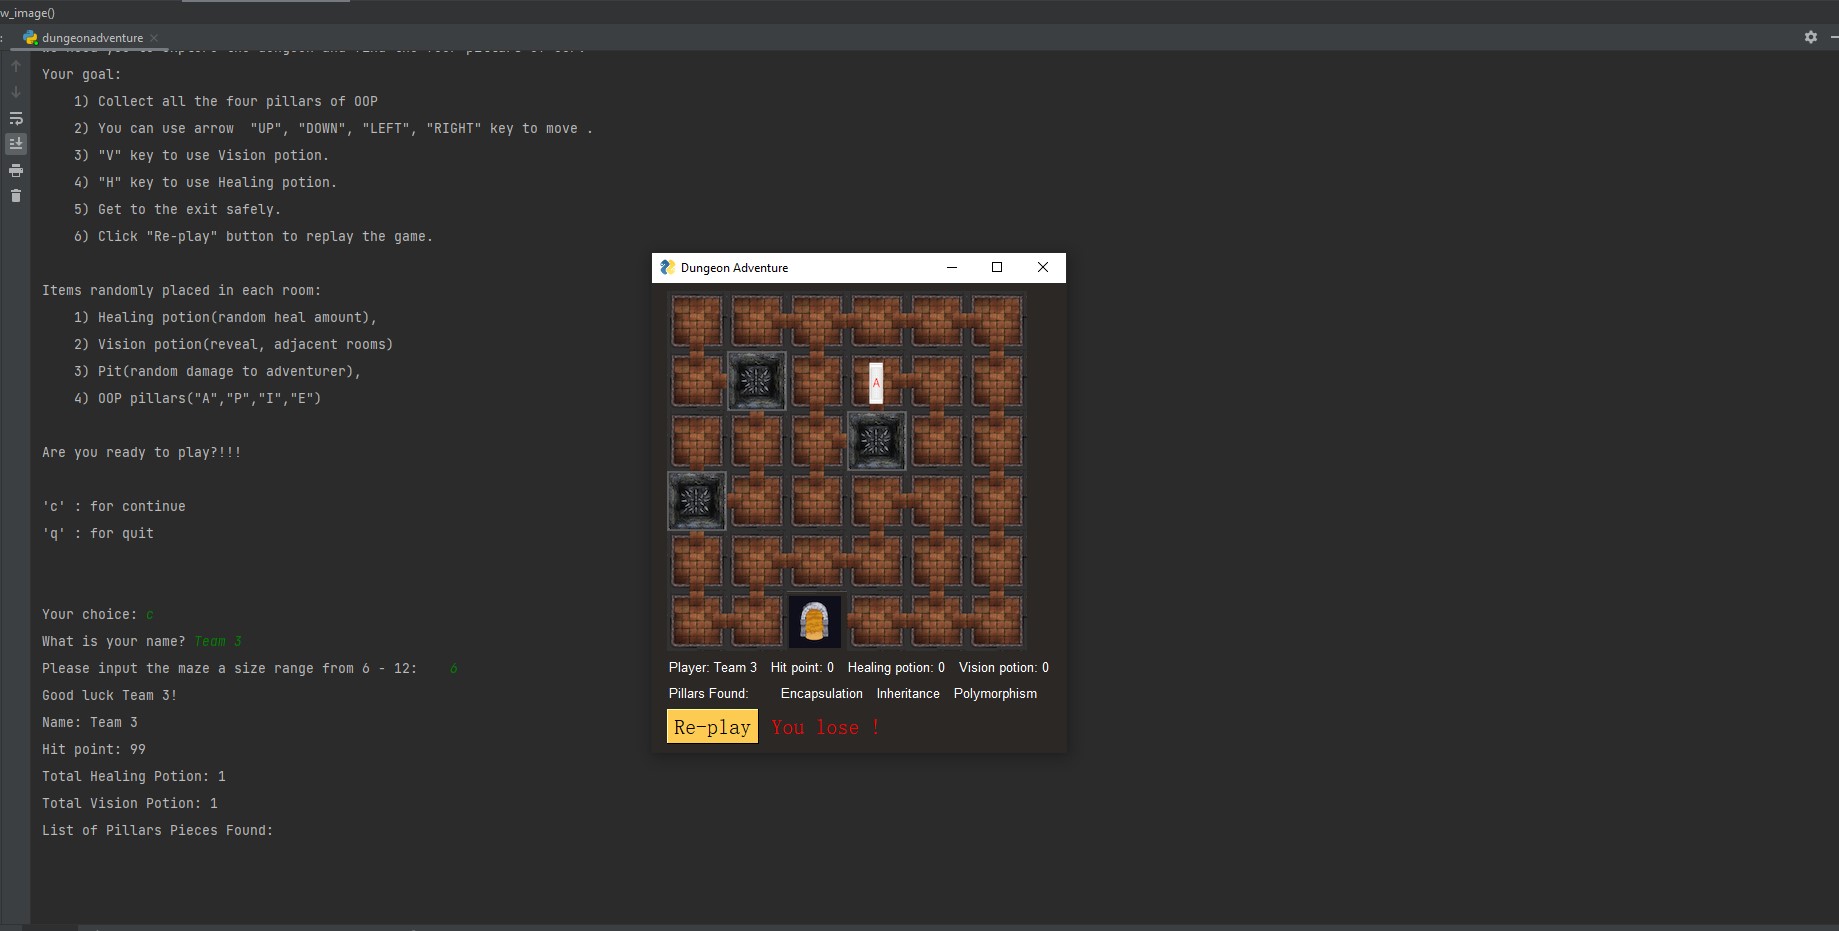 w_image()
dungeonadventure
Your goal:
1) Collect all the four pillars of OOP
2) You can use arrow  "UP", "DOWN", "LEFT", "RIGHT" key to move .
3) "V" key to use Vision potion.
4) "H" key to use Healing potion.
5) Get to the exit safely.
6) Click "Re-play" button to replay the game.
Items randomly placed in each room:
1) Healing potion(random heal amount),
2) Vision potion(reveal, adjacent rooms)
3) Pit(random damage to adventurer),
4) OOP pillars("A","P","I","E")
Are you ready to play?!!!
'c' : for continue
'q' : for quit
Your choice: c
What is your name? Team 3
Please input the maze a size range from 6 - 12:    6
Good luck Team 3!
Name: Team 3
Hit point: 99
Total Healing Potion: 1
Total Vision Potion: 1
List of Pillars Pieces Found:
Dungeon Adventure
A
Player: Team 3 Hit point: 0 Healing potion: 0 Vision potion: 0
Pillars Found: Encapsulation Inheritance Polymorphism
Re-play You lose !